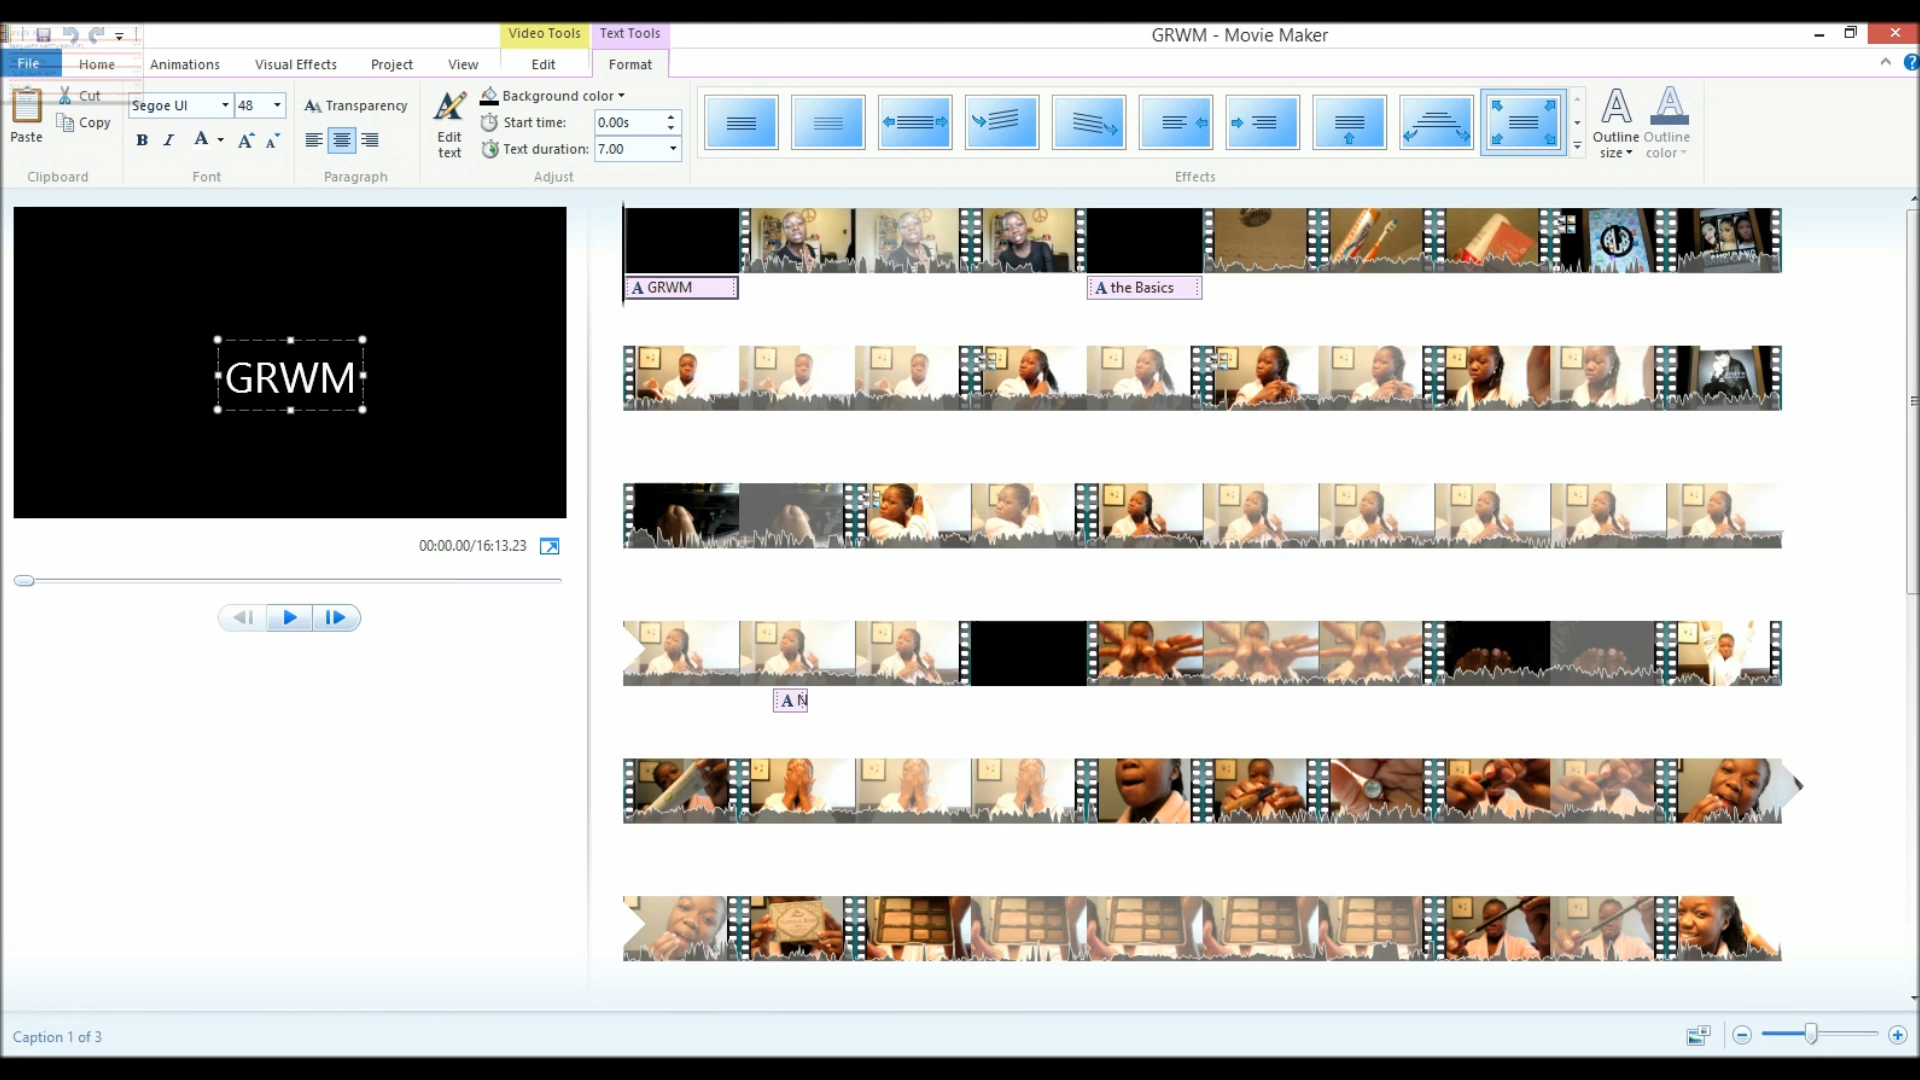 Video Tools Text Tools GRWM - Movie Maker
File Home Animations Visual Effects Project View Edit Format
Paste Cut Copy
Clipboard
Segoe UI 48
B I A A A
Font
Transparency
Paragraph
Edit text
Background color
Start time: 0.00s
Text duration: 7.00
Adjust
Effects
Outline size
Outline color
GRWM
00:00.00/16:13.23
A GRWM
A the Basics
A N
Caption 1 of 3